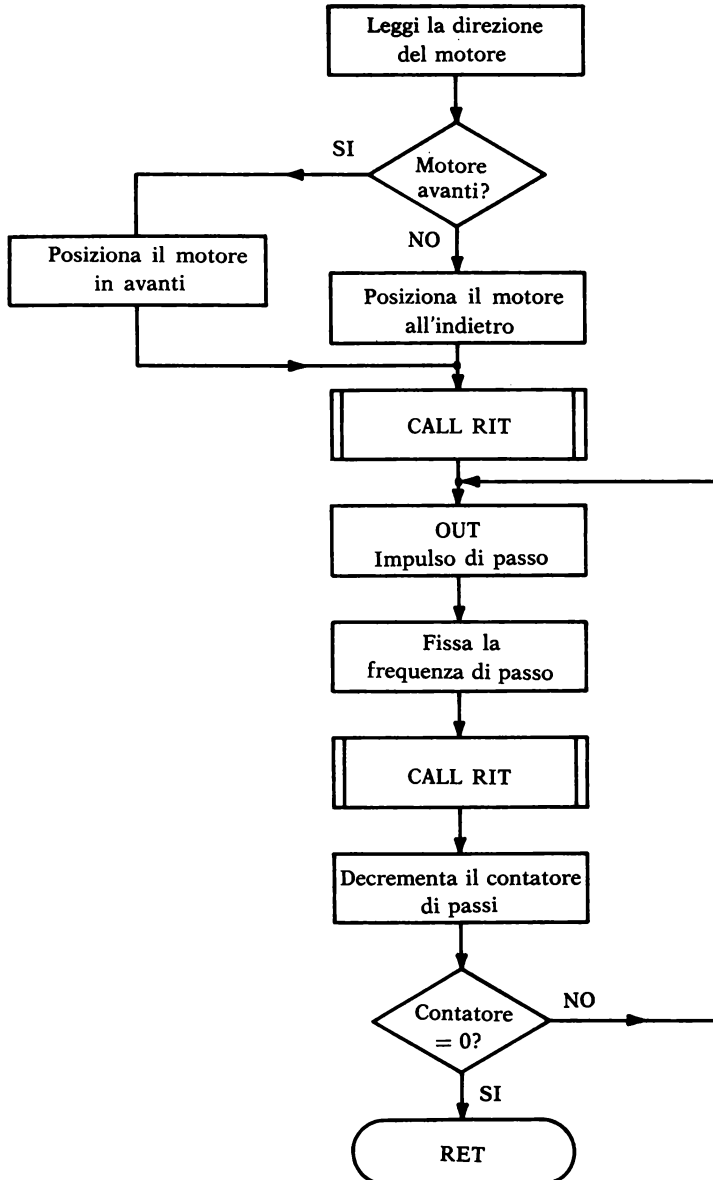 Leggi la direzione
del motore
SI
Motore
avanti?
NO
Posiziona il motore
in avanti
Posiziona il motore
all'indietro
CALL RIT
OUT
Impulso di passo
Fissa la
frequenza di passo
CALL RIT
Decrementa il contatore
di passi
Contatore
= 0?
NO
SI
RET